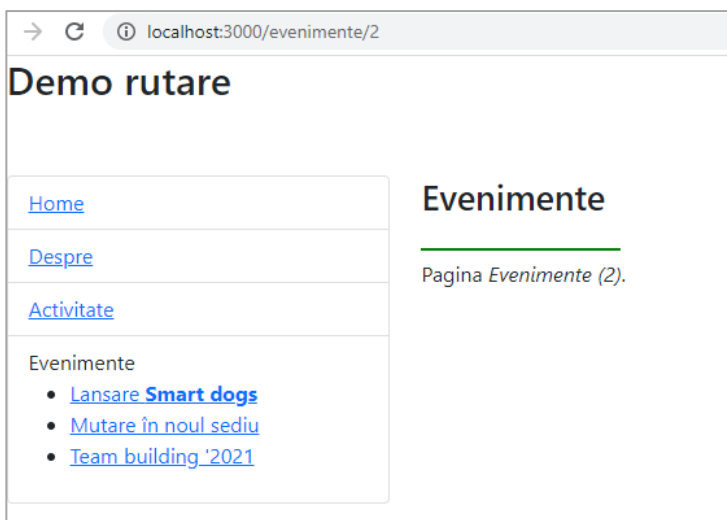 localhost:3000/evenimente/2
Demo rutare
Home
Despre
Activitate
Evenimente
Lansare Smart dogs
Mutare în noul sediu
Team building '2021
Evenimente
Pagina Evenimente (2).